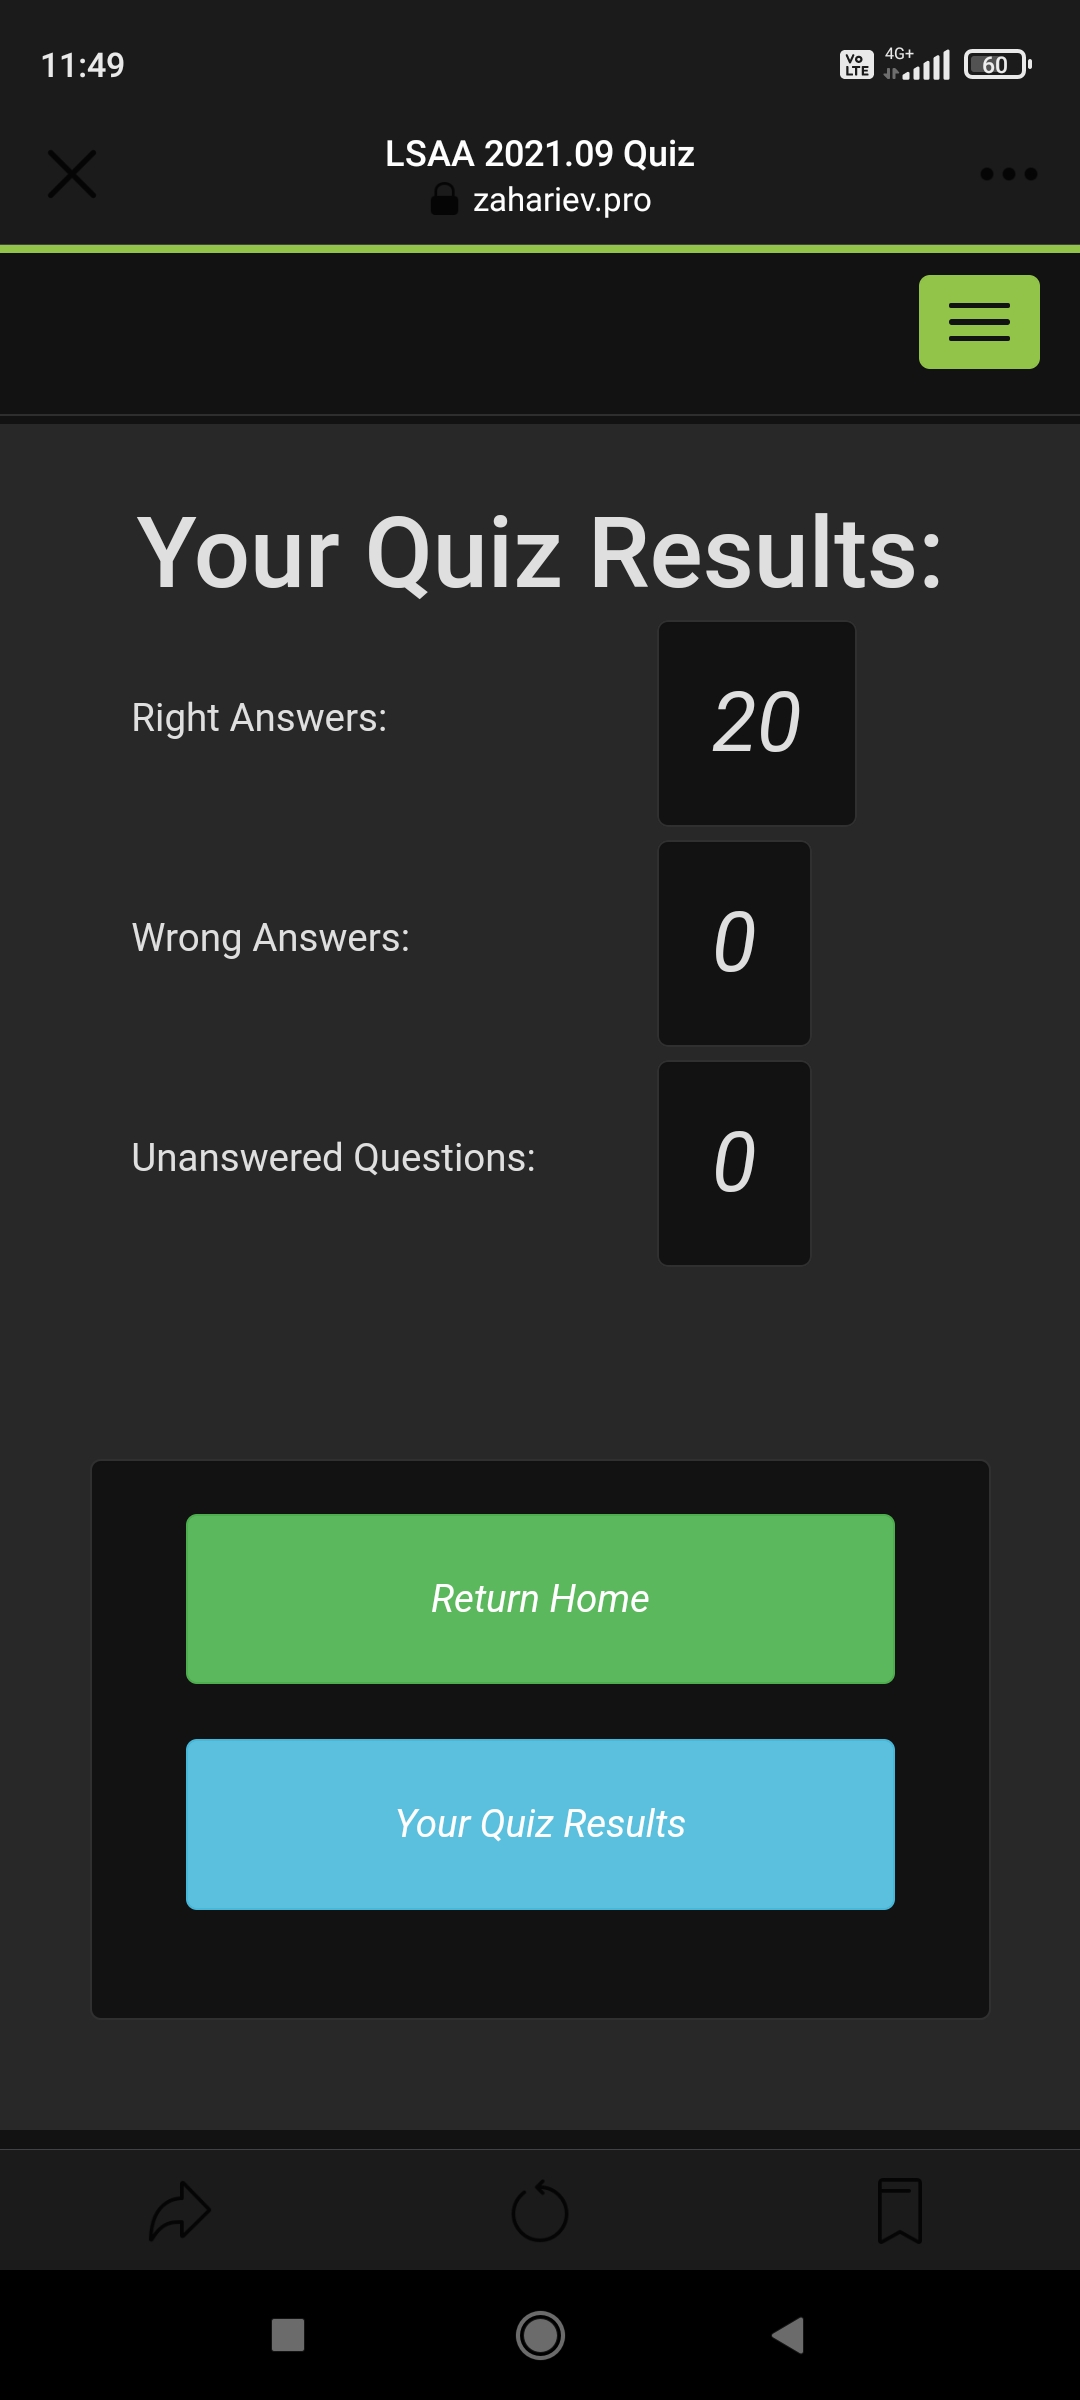 11:49
Vo LTE 4G+ 60
LSAA 2021.09 Quiz
zahariev.pro
Your Quiz Results:
Right Answers: 20
Wrong Answers: 0
Unanswered Questions: 0
Return Home
Your Quiz Results